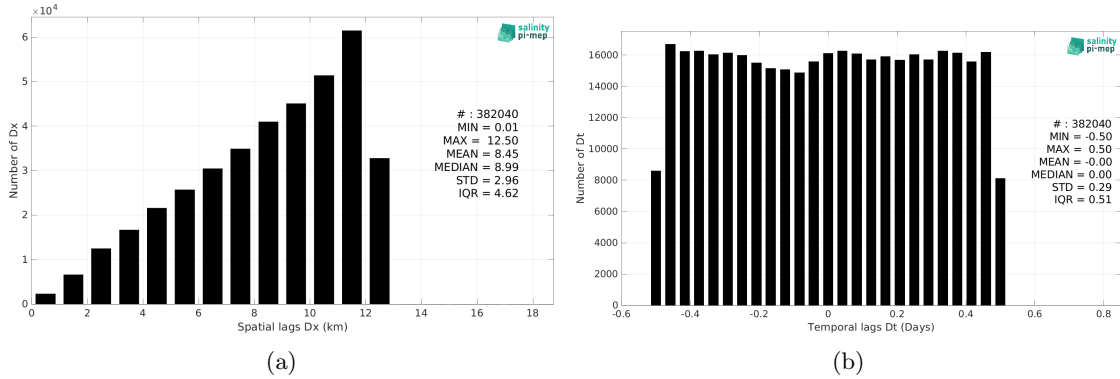 ×10⁴
6
5
4
3
2
1
0
Number of Dx
0 2 4 6 8 10 12 14 16 18
Spatial lags Dx (km)
salinity
pi-mep
# : 382040
MIN = 0.01
MAX = 12.50
MEAN = 8.45
MEDIAN = 8.99
STD = 2.96
IQR = 4.62
(a)
16000
14000
12000
10000
8000
6000
4000
2000
0
Number of Dt
-0.6 -0.4 -0.2 0 0.2 0.4 0.6 0.8
Temporal lags Dt (Days)
salinity
pi-mep
# : 382040
MIN = -0.50
MAX = 0.50
MEAN = -0.00
MEDIAN = 0.00
STD = 0.29
IQR = 0.51
(b)